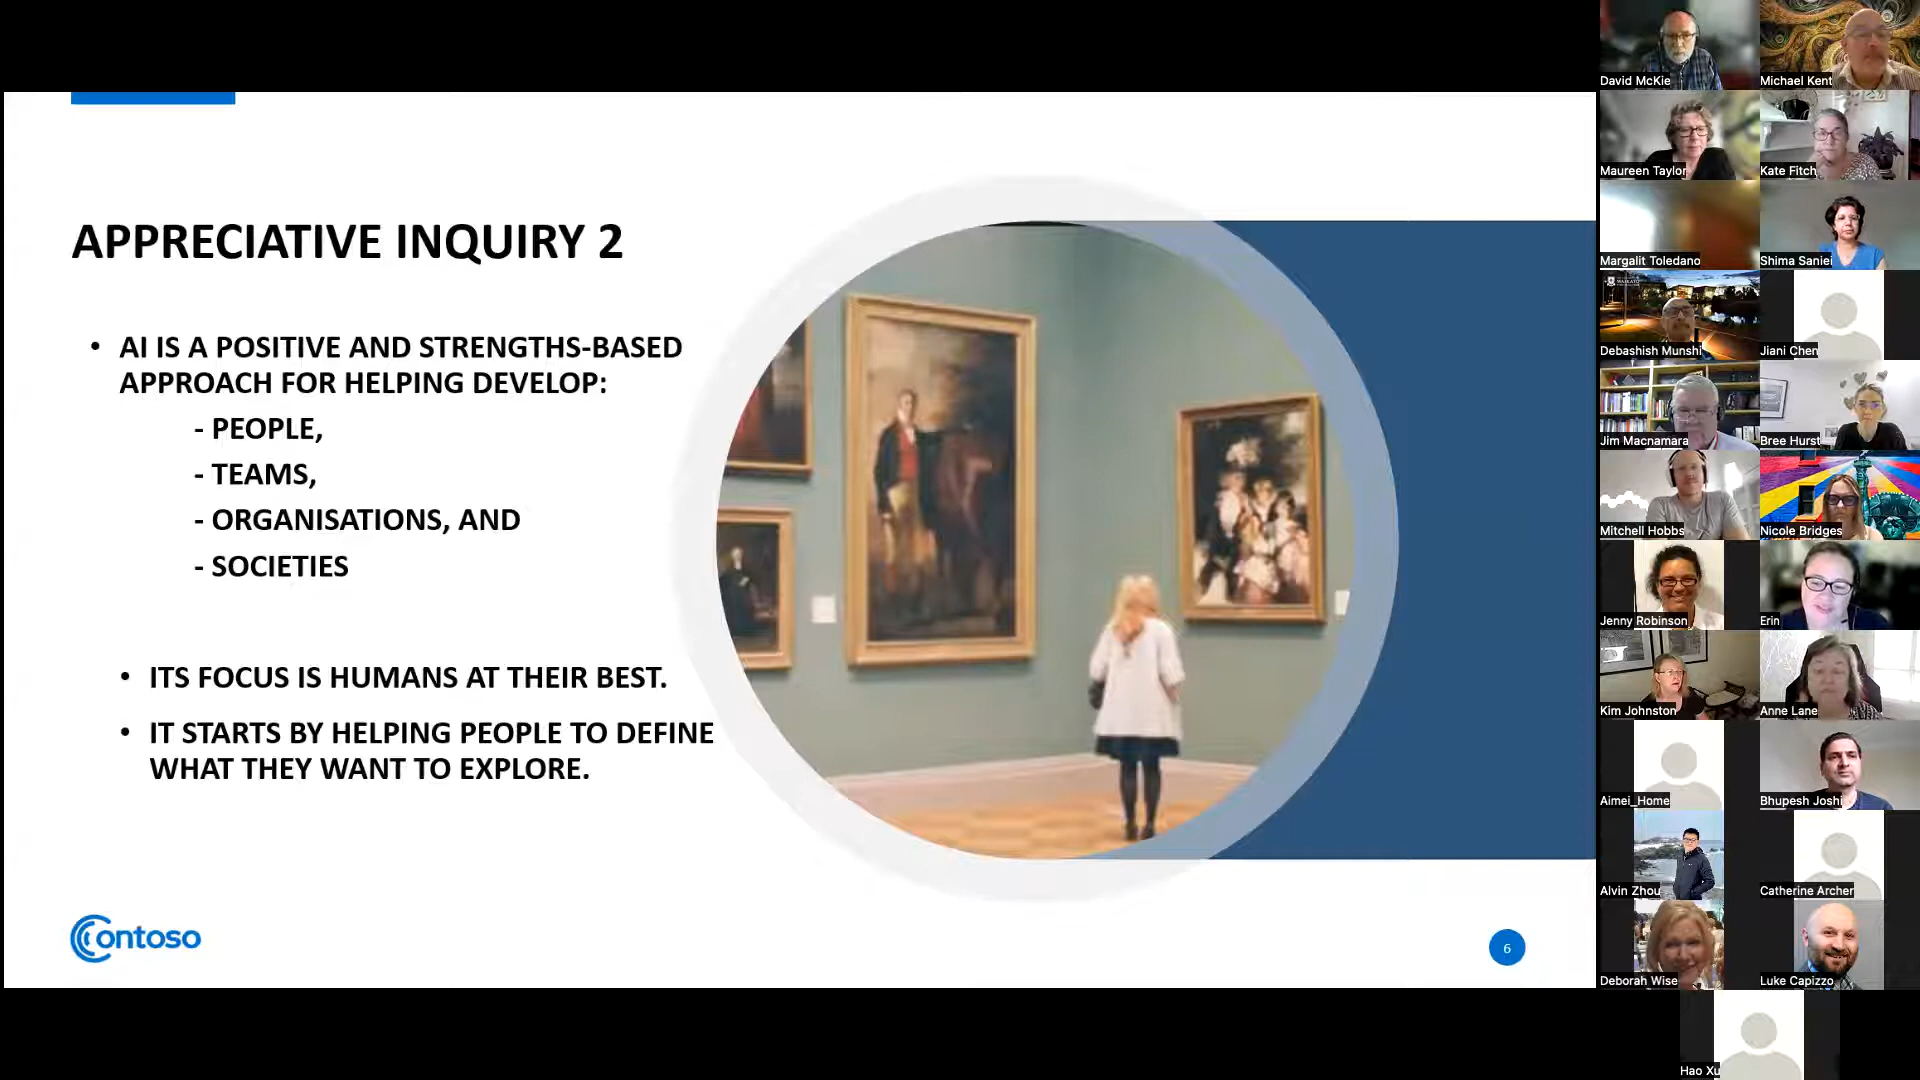 APPRECIATIVE INQUIRY 2
• AI IS A POSITIVE AND STRENGTHS-BASED
APPROACH FOR HELPING DEVELOP:
- PEOPLE,
- TEAMS,
- ORGANISATIONS, AND
- SOCIETIES
• ITS FOCUS IS HUMANS AT THEIR BEST.
• IT STARTS BY HELPING PEOPLE TO DEFINE
WHAT THEY WANT TO EXPLORE.
Contoso
6
David McKie
Michael Kent
Maureen Taylor
Kate Fitch
Margalit Toledano
Shima Saniei
WAIKATO
Debashish Munshi
Jiani Chen
Jim Macnamara
Bree Hurst
Mitchell Hobbs
Nicole Bridges
Jenny Robinson
Erin
Kim Johnston
Anne Lane
Aimei_Home
Bhupesh Joshi
Alvin Zhou
Catherine Archer
Deborah Wise
Luke Capizzo
Hao Xu